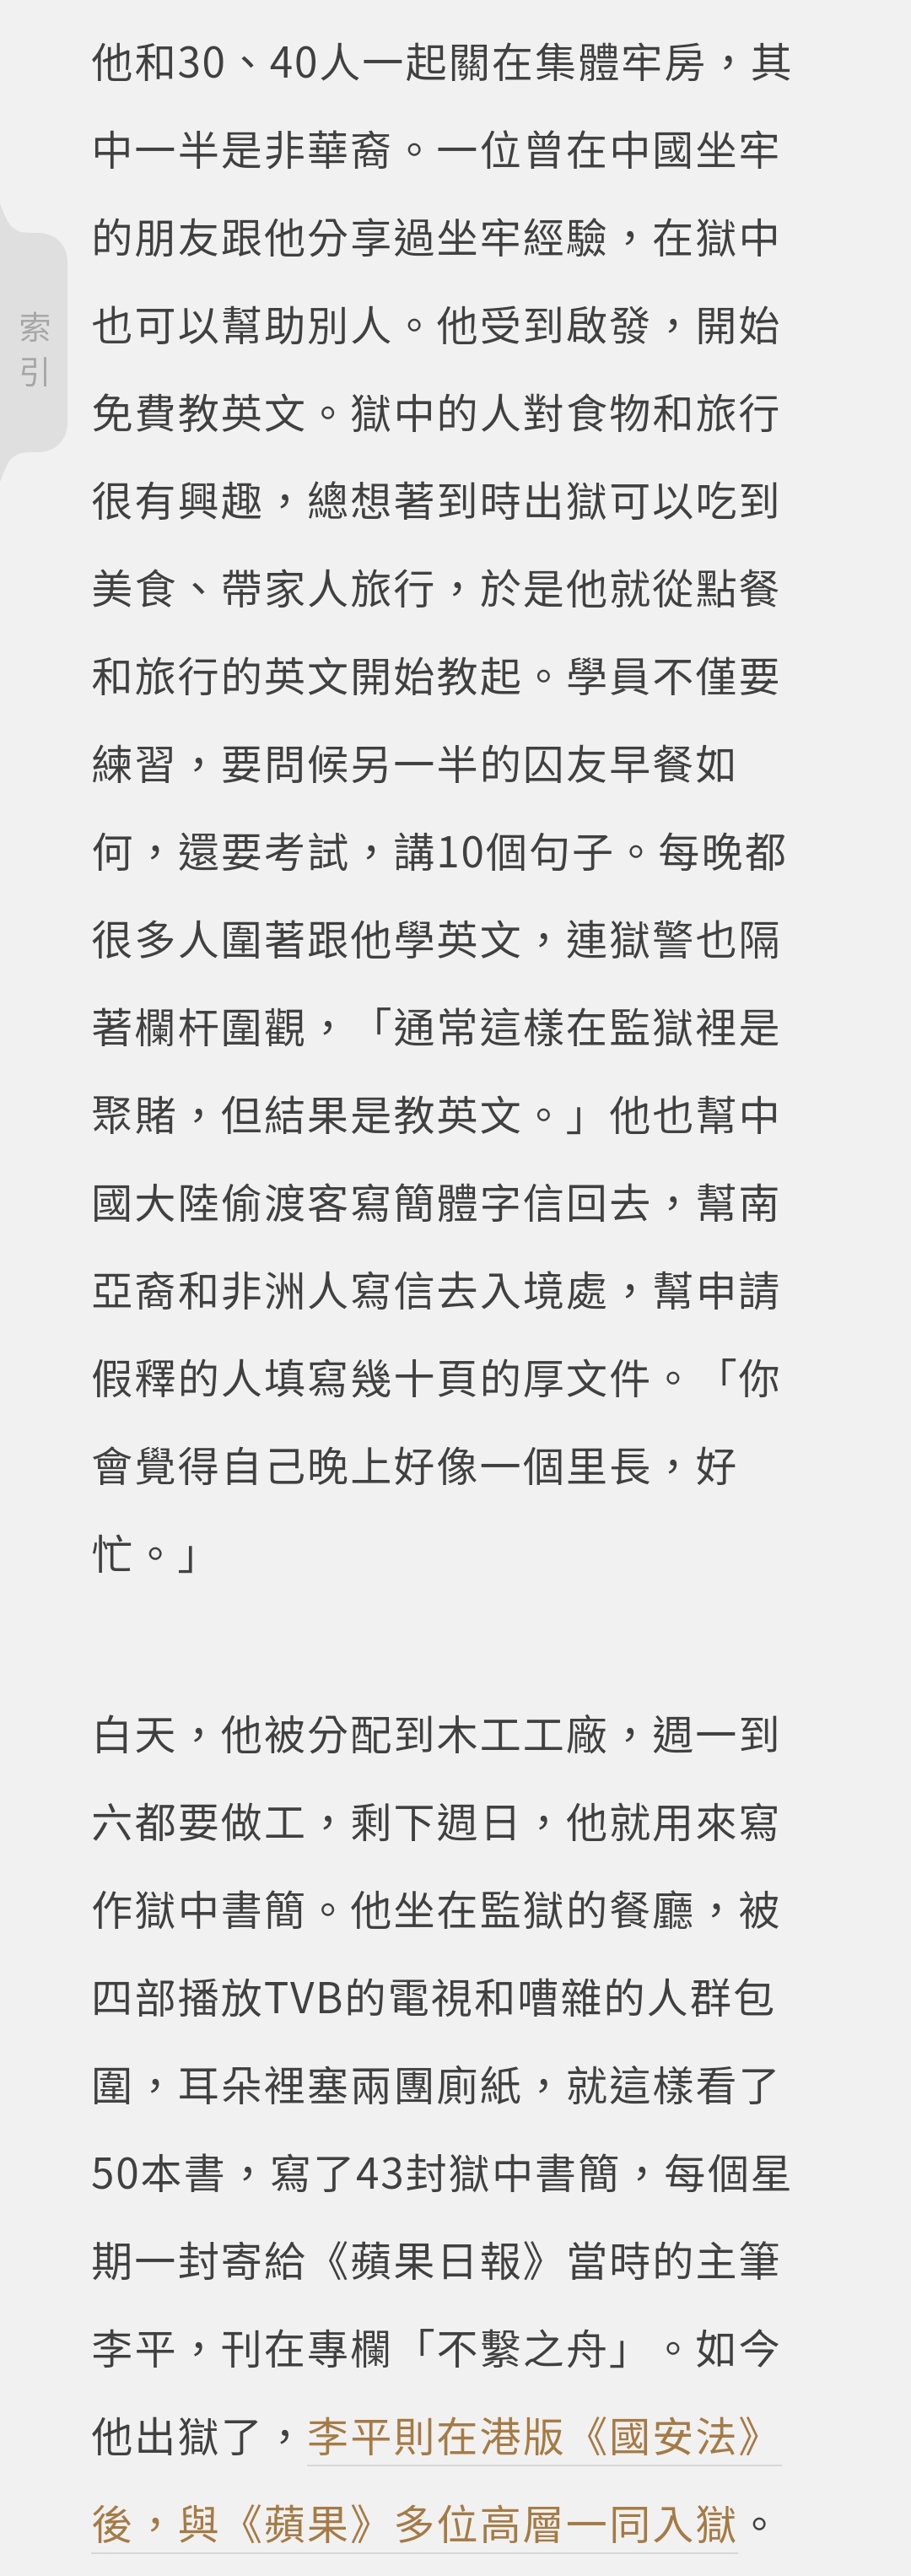 他和30、40人一起關在集體牢房，其
中一半是非華裔。一位曾在中國坐牢
的朋友跟他分享過坐牢經驗，在獄中
也可以幫助別人。他受到啟發，開始
免費教英文。獄中的人對食物和旅行
很有興趣，總想著到時出獄可以吃到
美食、帶家人旅行，於是他就從點餐
和旅行的英文開始教起。學員不僅要
練習，要問候另一半的囚友早餐如
何，還要考試，講10個句子。每晚都
很多人圍著跟他學英文，連獄警也隔
著欄杆圍觀，「通常這樣在監獄裡是
聚賭，但結果是教英文。」他也幫中
國大陸偷渡客寫簡體字信回去，幫南
亞裔和非洲人寫信去入境處，幫申請
假釋的人填寫幾十頁的厚文件。「你
會覺得自己晚上好像一個里長，好
忙。」
索
引
白天，他被分配到木工工廠，週一到
六都要做工，剩下週日，他就用來寫
作獄中書簡。他坐在監獄的餐廳，被
四部播放TVB的電視和嘈雜的人群包
圍，耳朵裡塞兩團廁紙，就這樣看了
50本書，寫了43封獄中書簡，每個星
期一封寄給《蘋果日報》當時的主筆
李平，刊在專欄「不繫之舟」。如今
他出獄了，李平則在港版《國安法》
後，與《蘋果》多位高層一同入獄。